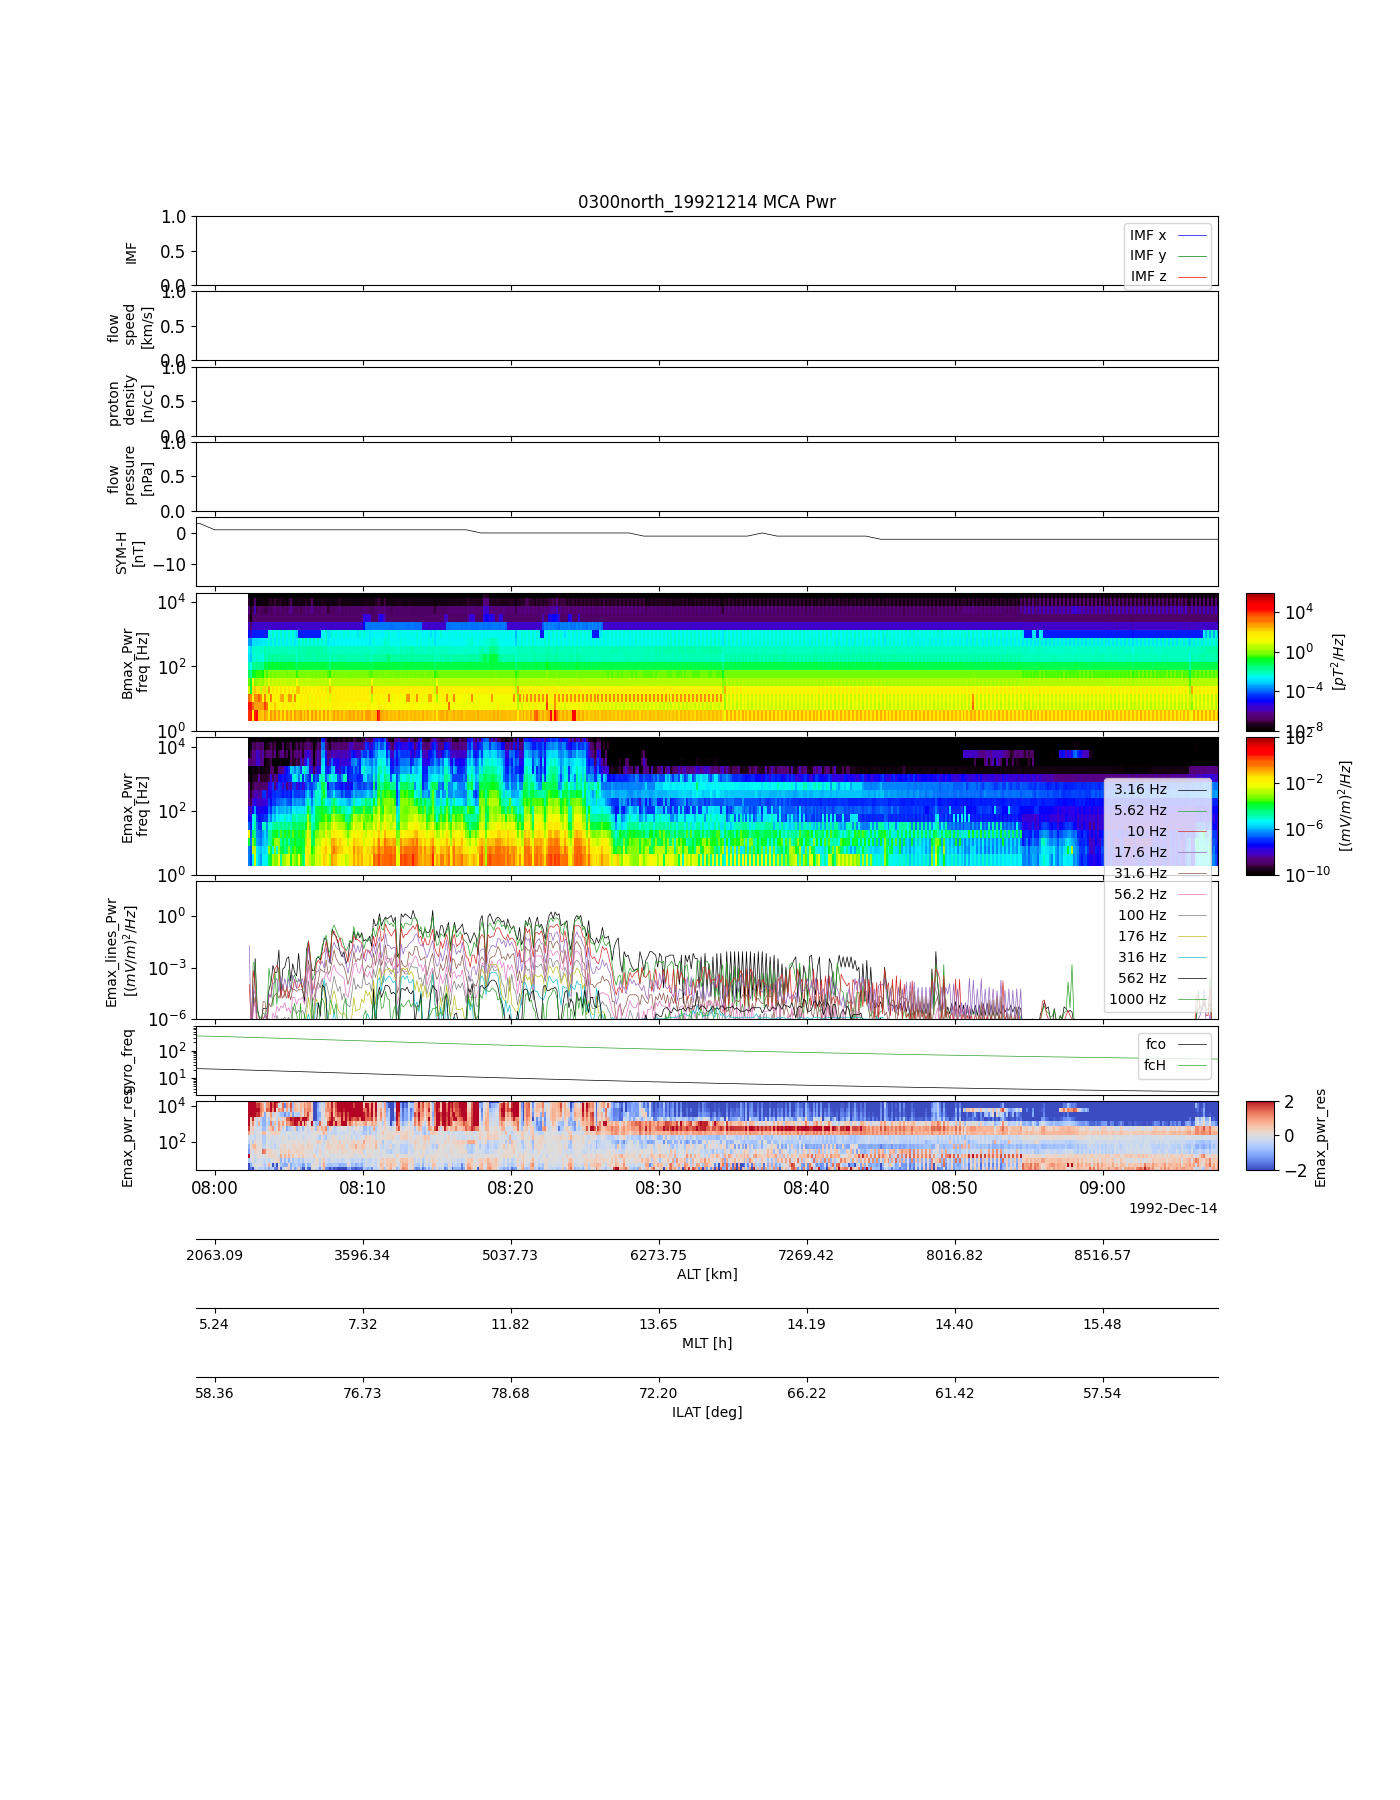 0300north_19921214 MCA Pwr
IMF
1.0
0.5
0.0
IMF x
IMF y
IMF z
flow
speed
[km/s]
1.0
0.5
0.0
proton
density
[n/cc]
1.0
0.5
0.0
flow
pressure
[nPa]
1.0
0.5
0.0
SYM-H
[nT]
0
−10
Bmax_Pwr
freq [Hz]
10^4
10^2
10^0
10^4
10^0
10^−4
10^−8
[pT^2/Hz]
Emax_Pwr
freq [Hz]
10^4
10^2
10^0
10^2
10^−2
10^−6
10^−10
[(mV/m)^2/Hz]
3.16 Hz
5.62 Hz
10 Hz
17.6 Hz
31.6 Hz
56.2 Hz
100 Hz
176 Hz
316 Hz
562 Hz
1000 Hz
Emax_lines_Pwr
[(mV/m)^2/Hz]
10^0
10^−3
10^−6
gyro_freq
10^2
10^1
fco
fcH
Emax_pwr_res
10^4
10^2
2
0
−2
Emax_pwr_res
08:00 08:10 08:20 08:30 08:40 08:50 09:00
1992-Dec-14
2063.09 3596.34 5037.73 6273.75 7269.42 8016.82 8516.57
ALT [km]
5.24 7.32 11.82 13.65 14.19 14.40 15.48
MLT [h]
58.36 76.73 78.68 72.20 66.22 61.42 57.54
ILAT [deg]